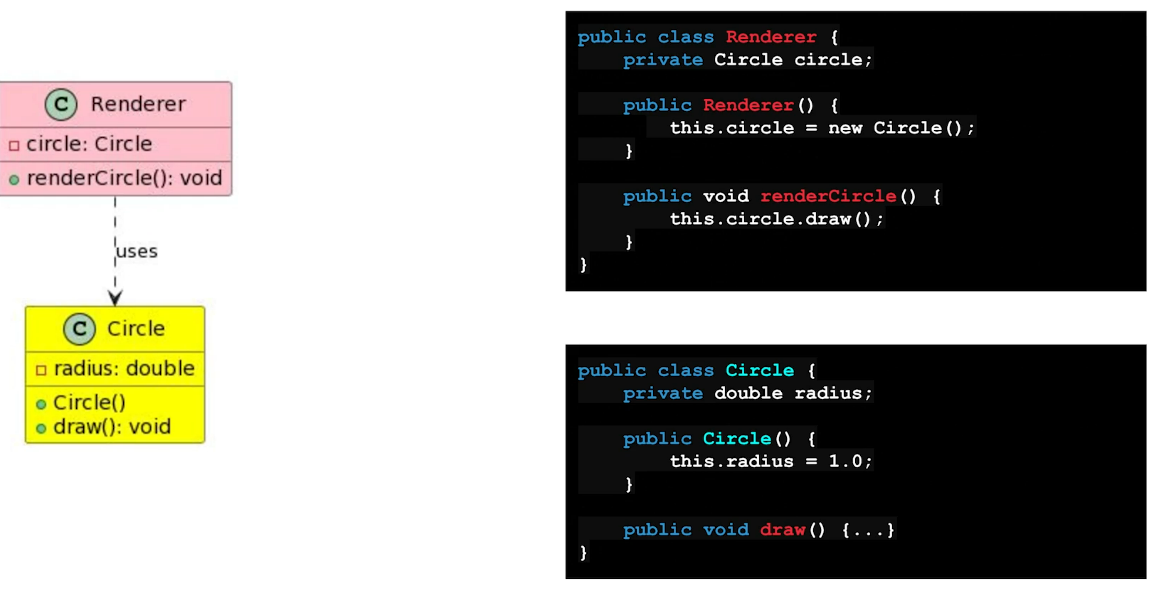 C Renderer
circle: Circle
renderCircle(): void
uses
C Circle
radius: double
Circle()
draw(): void
public class Renderer {
    private Circle circle;
    public Renderer() {
        this.circle = new Circle();
    }
    public void renderCircle() {
        this.circle.draw();
    }
}
public class Circle {
    private double radius;
    public Circle() {
        this.radius = 1.0;
    }
    public void draw() {...}
}